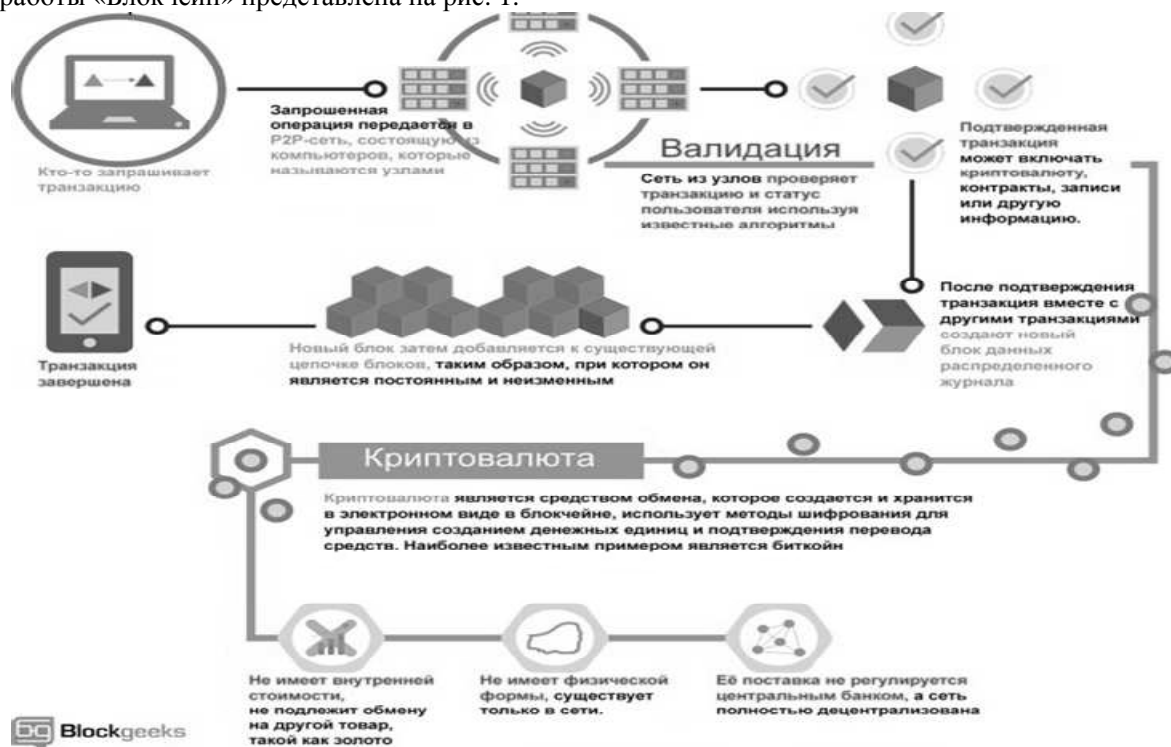 работы «Блокчейн» представлена на рис. 1.
Кто-то запрашивает
транзакцию
Запрошенная
операция передается в
P2P-сеть, состоящую из
компьютеров, которые
называются узлами
Валидация
Сеть из узлов проверяет
транзакцию и статус
пользователя используя
известные алгоритмы
Подтвержденная
транзакция
может включать
криптовалюту,
контракты, записи
или другую
информацию.
После подтверждения
транзакция вместе с
другими транзакциями
создают новый
блок данных
распределенного
журнала
Новый блок затем добавляется к существующей
цепочке блоков, таким образом, при котором он
является постоянным и неизменным
Транзакция
завершена
Криптовалюта
Криптовалюта является средством обмена, которое создается и хранится
в электронном виде в блокчейне, использует методы шифрования для
управления созданием денежных единиц и подтверждения перевода
средств. Наиболее известным примером является биткойн
Не имеет внутренней
стоимости,
не подлежит обмену
на другой товар,
такой как золото
Не имеет физической
формы, существует
только в сети.
Её поставка не регулируется
центральным банком, а сеть
полностью децентрализована
Blockgeeks